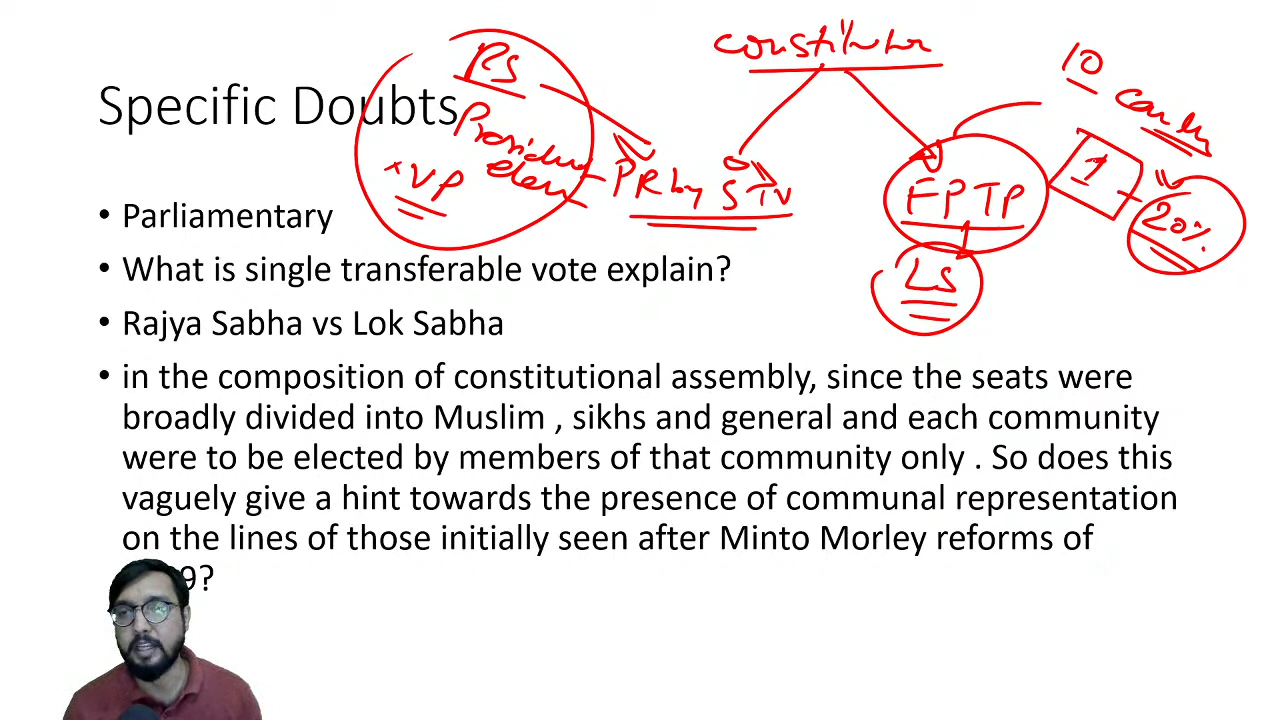 constitution
RS
10
Specific Doubts
President
elec
+ VP
PR by STV
FPTP
1
20%
• Parliamentary
• What is single transferable vote explain?
LS
• Rajya Sabha vs Lok Sabha
• in the composition of constitutional assembly, since the seats were
broadly divided into Muslim , sikhs and general and each community
were to be elected by members of that community only . So does this
vaguely give a hint towards the presence of communal representation
on the lines of those initially seen after Minto Morley reforms of
9?